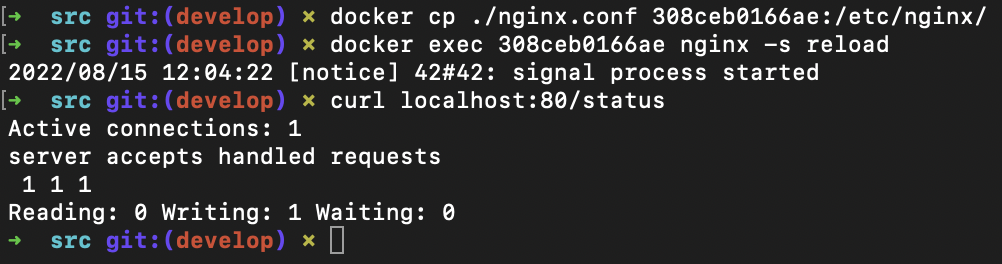 [➜  src git:(develop) ✗ docker cp ./nginx.conf 308ceb0166ae:/etc/nginx/
[➜  src git:(develop) ✗ docker exec 308ceb0166ae nginx -s reload
2022/08/15 12:04:22 [notice] 42#42: signal process started
[➜  src git:(develop) ✗ curl localhost:80/status
Active connections: 1
server accepts handled requests
 1 1 1
Reading: 0 Writing: 1 Waiting: 0
➜  src git:(develop) ✗